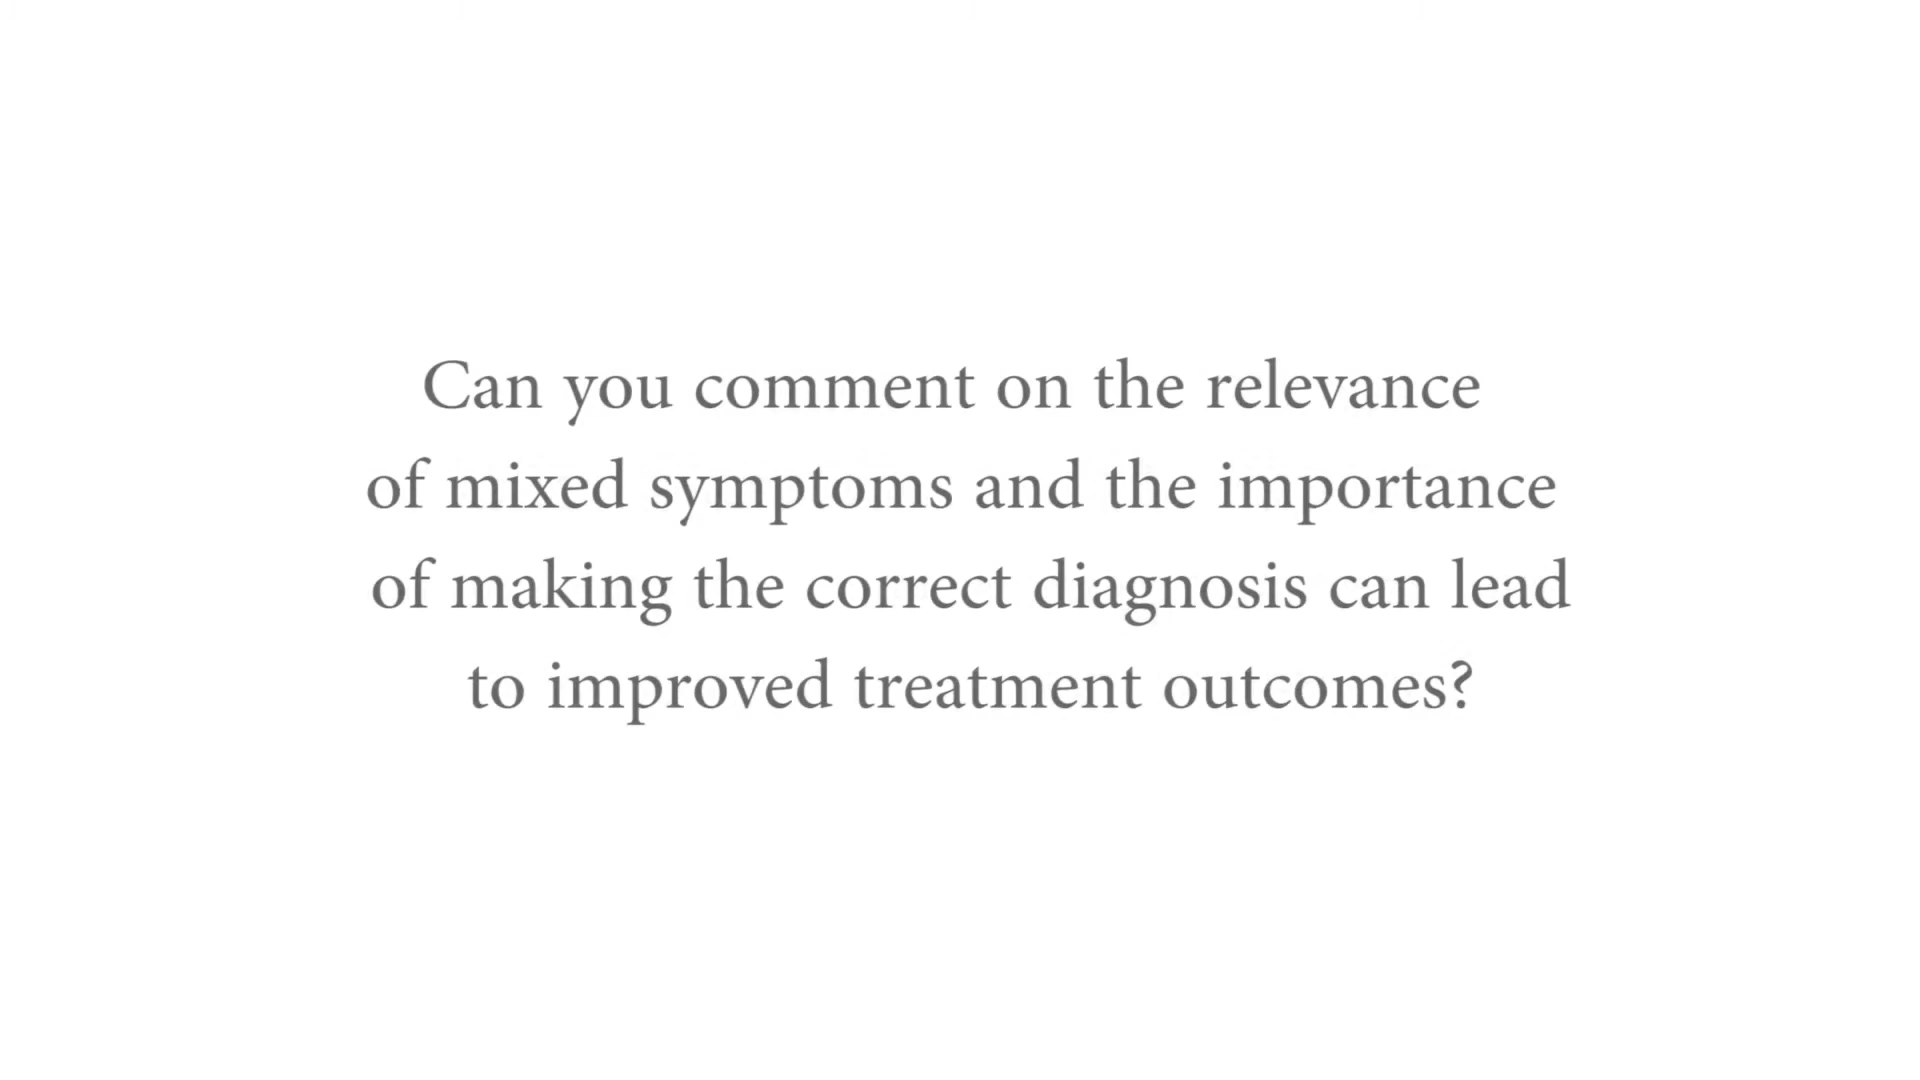 Can you comment on the relevance
of mixed symptoms and the importance
of making the correct diagnosis can lead
to improved treatment outcomes?